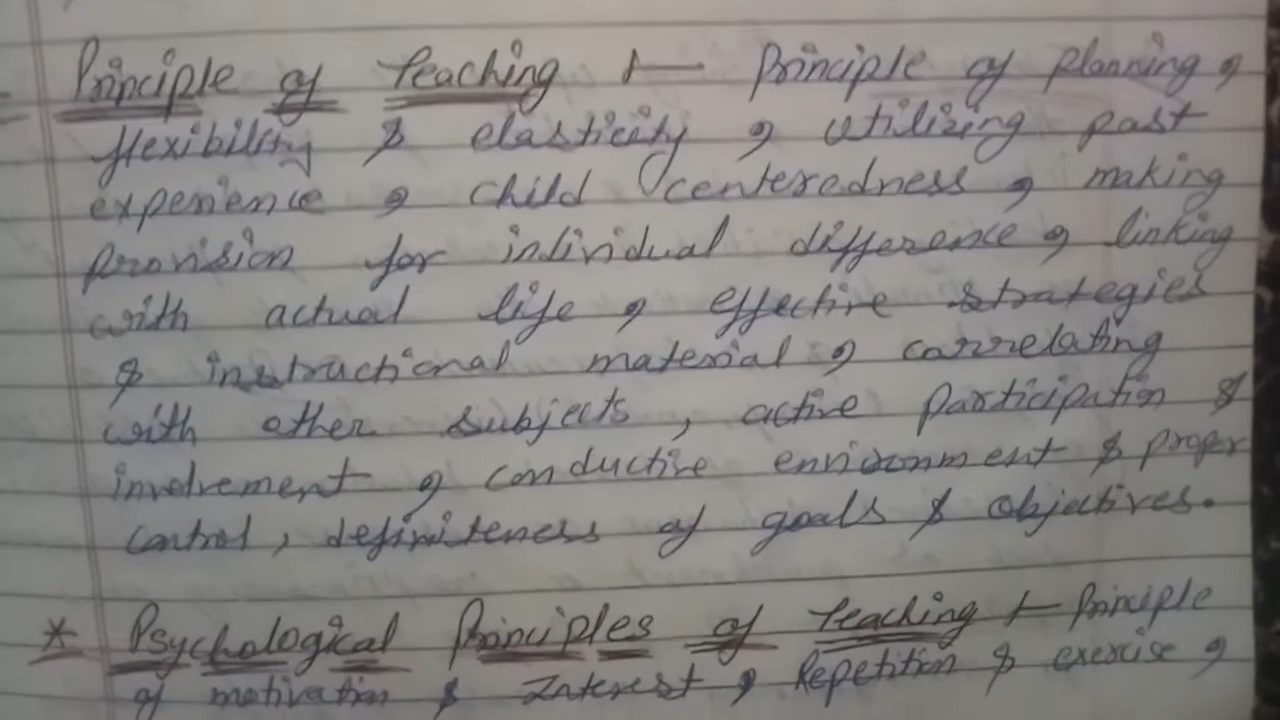 Principle of Teaching :- Principle of planning,
flexibility & elasticity, utilizing past
experience, child centeredness, making
provision for individual difference, linking
with actual life, effective strategies
& instructional material, correlating
with other subjects, active participation &
involvement, conductive environment & proper
control, definiteness of goals & objectives.
* Psychological Principles of Teaching :- Principle
of motivation & Interest, Repetition & exercise,